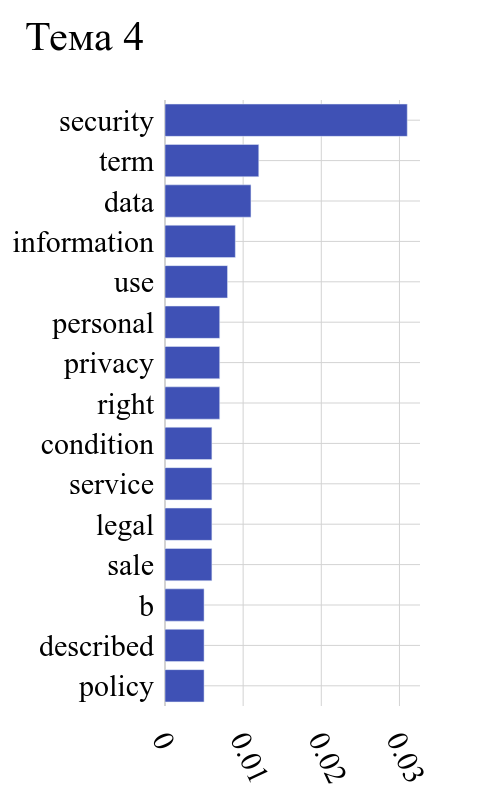 Тема 4
security
term
data
information
use
personal
privacy
right
condition
service
legal
sale
b
described
policy
0
0.01
0.02
0.03